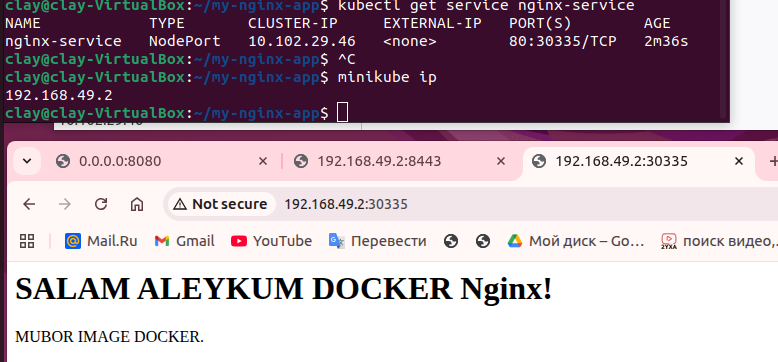 clay@clay-VirtualBox:~/my-nginx-app$ kubectl get service nginx-service
NAME TYPE CLUSTER-IP EXTERNAL-IP PORT(S) AGE
nginx-service NodePort 10.102.29.46 <none> 80:30335/TCP 2m36s
clay@clay-VirtualBox:~/my-nginx-app$ ^C
clay@clay-VirtualBox:~/my-nginx-app$ minikube ip
192.168.49.2
clay@clay-VirtualBox:~/my-nginx-app$
0.0.0.0:8080 192.168.49.2:8443 192.168.49.2:30335
Not secure 192.168.49.2:30335
Mail.Ru Gmail YouTube Перевести Мой диск – Go... поиск видео,..
SALAM ALEYKUM DOCKER Nginx!
MUBOR IMAGE DOCKER.